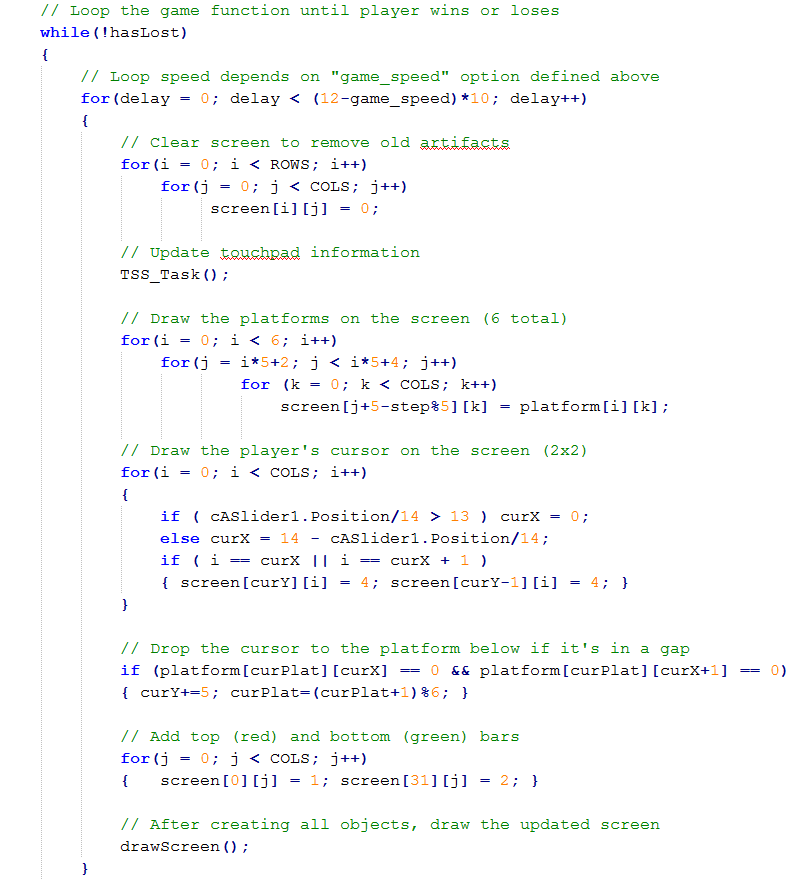 // Loop the game function until player wins or loses
while(!hasLost)
{
// Loop speed depends on "game_speed" option defined above
for(delay = 0; delay < (12-game_speed)*10; delay++)
{
// Clear screen to remove old artifacts
for(i = 0; i < ROWS; i++)
for(j = 0; j < COLS; j++)
screen[i][j] = 0;
// Update touchpad information
TSS_Task();
// Draw the platforms on the screen (6 total)
for(i = 0; i < 6; i++)
for(j = i*5+2; j < i*5+4; j++)
for (k = 0; k < COLS; k++)
screen[j+5-step%5][k] = platform[i][k];
// Draw the player's cursor on the screen (2x2)
for(i = 0; i < COLS; i++)
{
if ( cASlider1.Position/14 > 13 ) curX = 0;
else curX = 14 - cASlider1.Position/14;
if ( i == curX || i == curX + 1 )
{ screen[curY][i] = 4; screen[curY-1][i] = 4; }
}
// Drop the cursor to the platform below if it's in a gap
if (platform[curPlat][curX] == 0 && platform[curPlat][curX+1] == 0)
{ curY+=5; curPlat=(curPlat+1)%6; }
// Add top (red) and bottom (green) bars
for(j = 0; j < COLS; j++)
{ screen[0][j] = 1; screen[31][j] = 2; }
// After creating all objects, draw the updated screen
drawScreen();
}